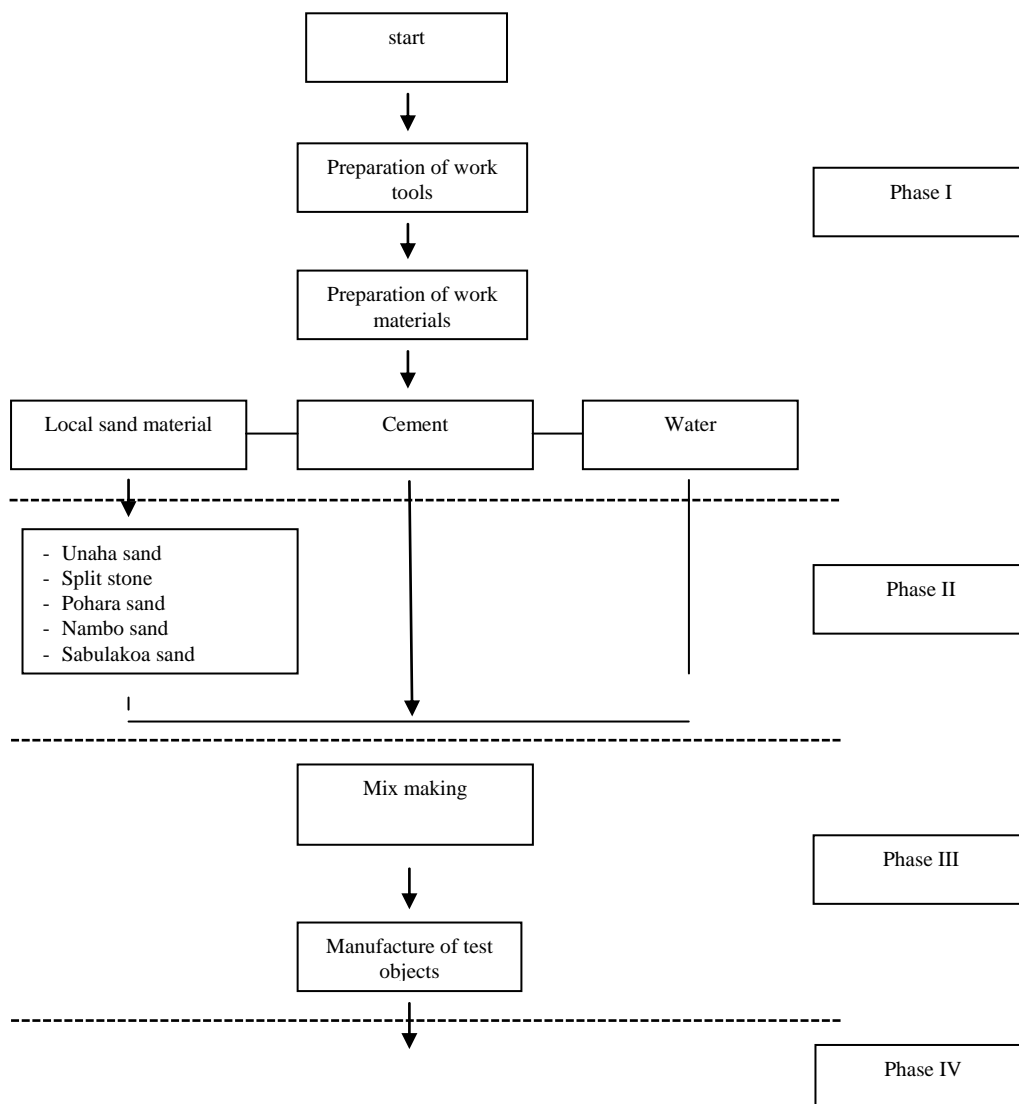 start
Preparation of work
tools
Phase I
Preparation of work
materials
Local sand material
Cement
Water
- Unaha sand
- Split stone
- Pohara sand
- Nambo sand
- Sabulakoa sand
Phase II
Mix making
Phase III
Manufacture of test
objects
Phase IV